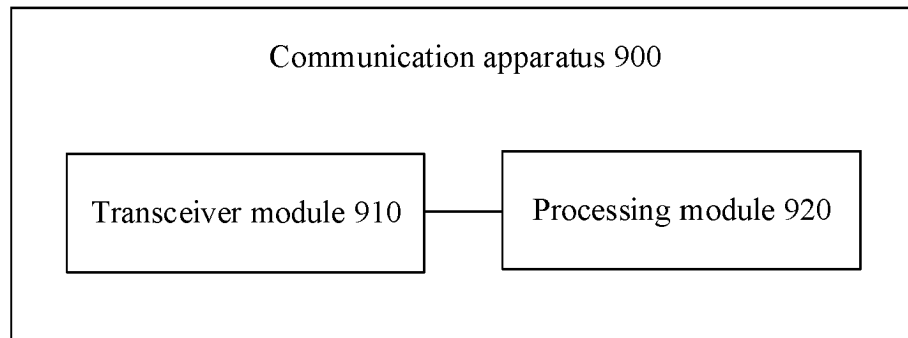 Communication apparatus 900
Transceiver module 910
Processing module 920